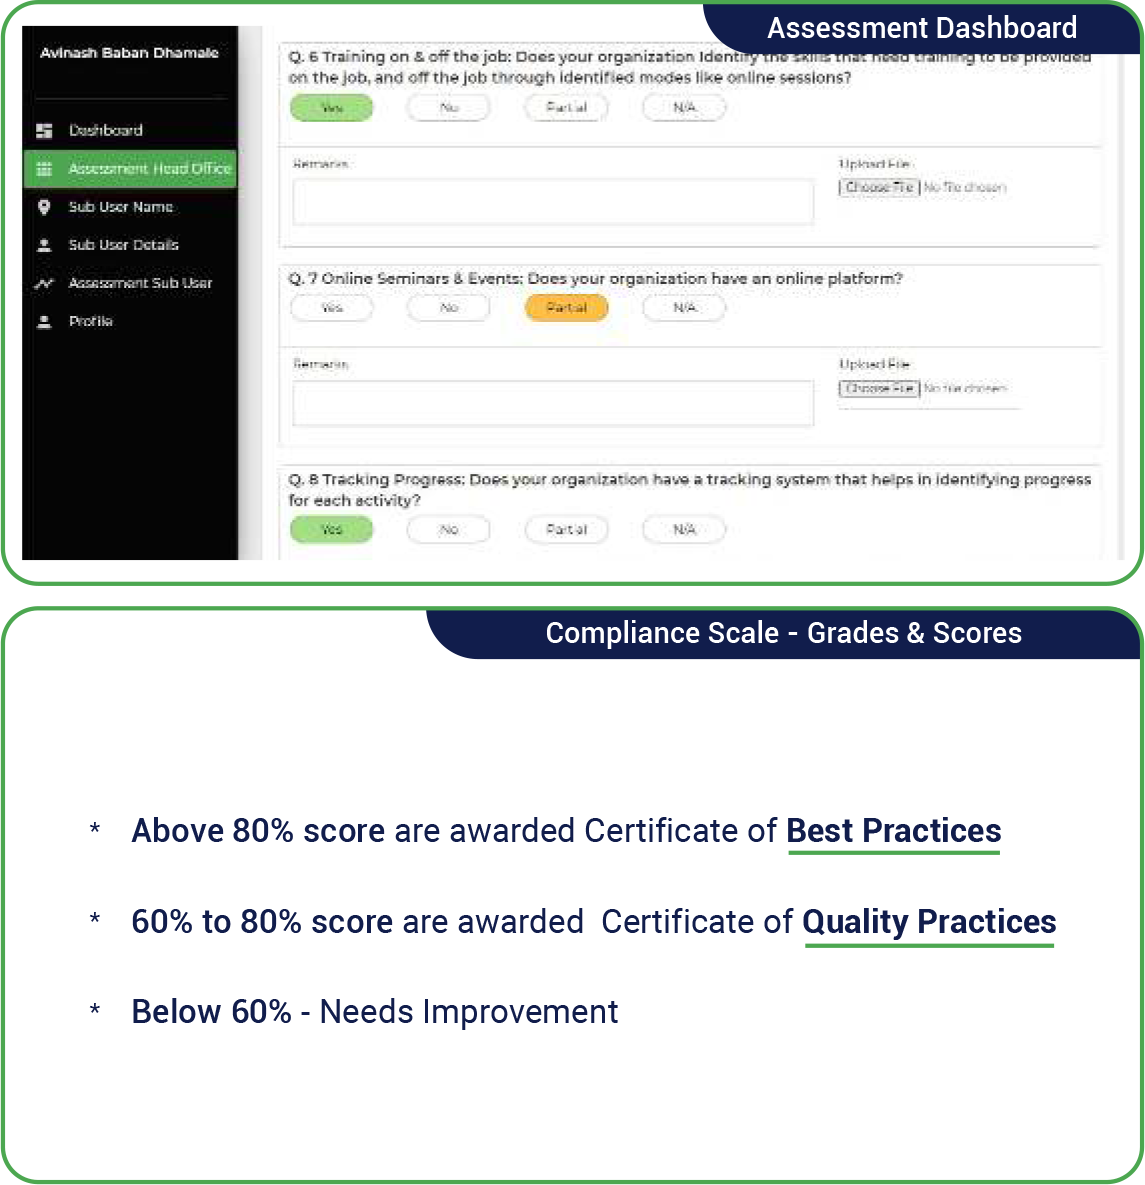 Assessment Dashboard
Avinash Baban Dhamale
Dashboard
Assessment Head Office
Sub User Name
Sub User Details
Assessment Sub User
Profile
Q. 6 Training on & off the job: Does your organization Identify the skills that need training to be provided
on the job, and off the job through identified modes like online sessions?
Yes No Partial N/A
Remarks Upload File
Choose File No file chosen
Q. 7 Online Seminars & Events: Does your organization have an online platform?
Yes No Partial N/A
Remarks Upload File
Choose File No file chosen
Q. 8 Tracking Progress: Does your organization have a tracking system that helps in identifying progress
for each activity?
Yes No Partial N/A
Compliance Scale - Grades & Scores
* Above 80% score are awarded Certificate of Best Practices
* 60% to 80% score are awarded Certificate of Quality Practices
* Below 60% - Needs Improvement